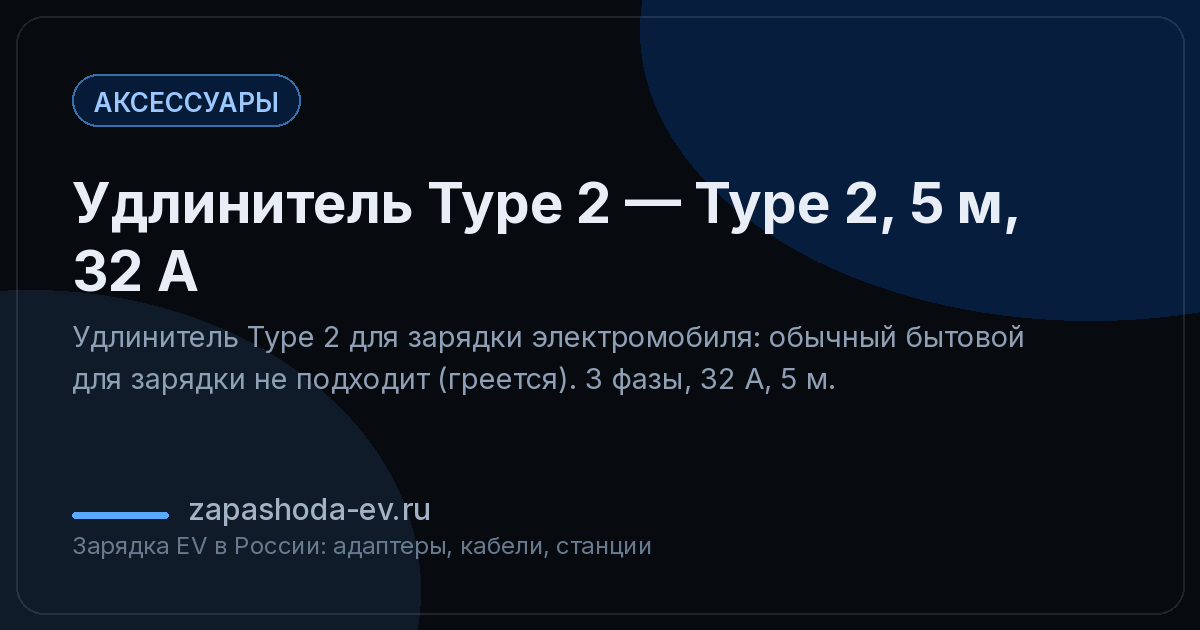 АКСЕССУАРЫ
Удлинитель Type 2 — Type 2, 5 м,
32 А
Удлинитель Type 2 для зарядки электромобиля: обычный бытовой
для зарядки не подходит (греется). 3 фазы, 32 А, 5 м.
zapashoda-ev.ru
Зарядка EV в России: адаптеры, кабели, станции